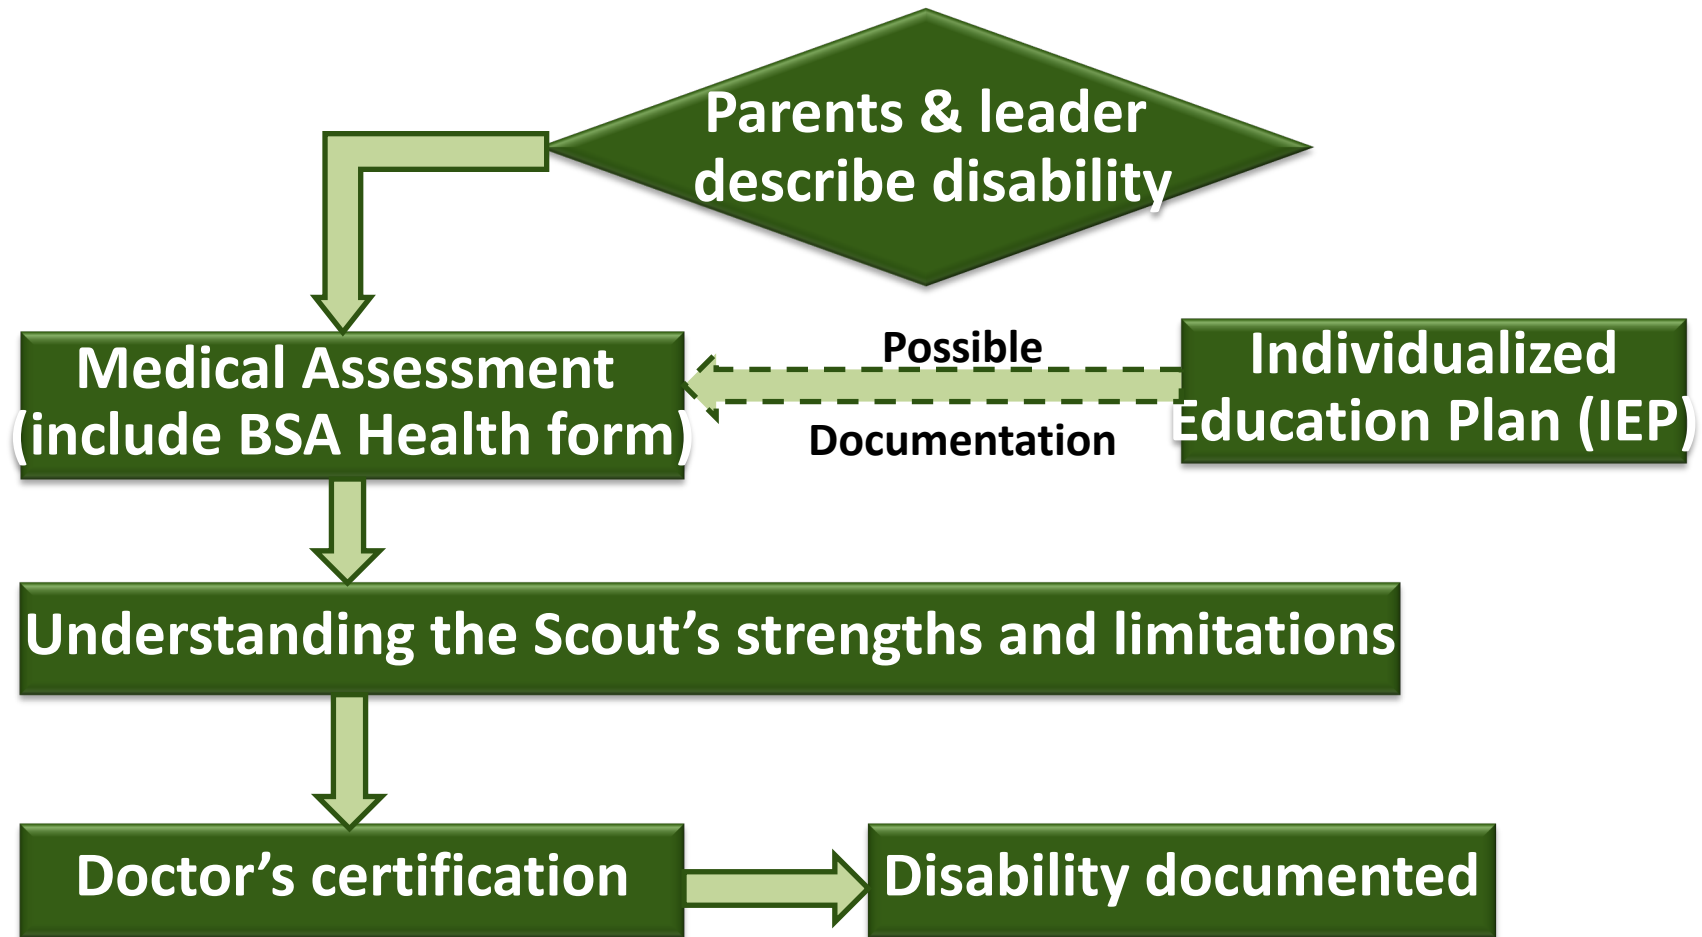 Parents & leader
describe disability
Medical Assessment
(include BSA Health form)
Possible
Documentation
Individualized
Education Plan (IEP)
Understanding the Scout’s strengths and limitations
Doctor’s certification
Disability documented